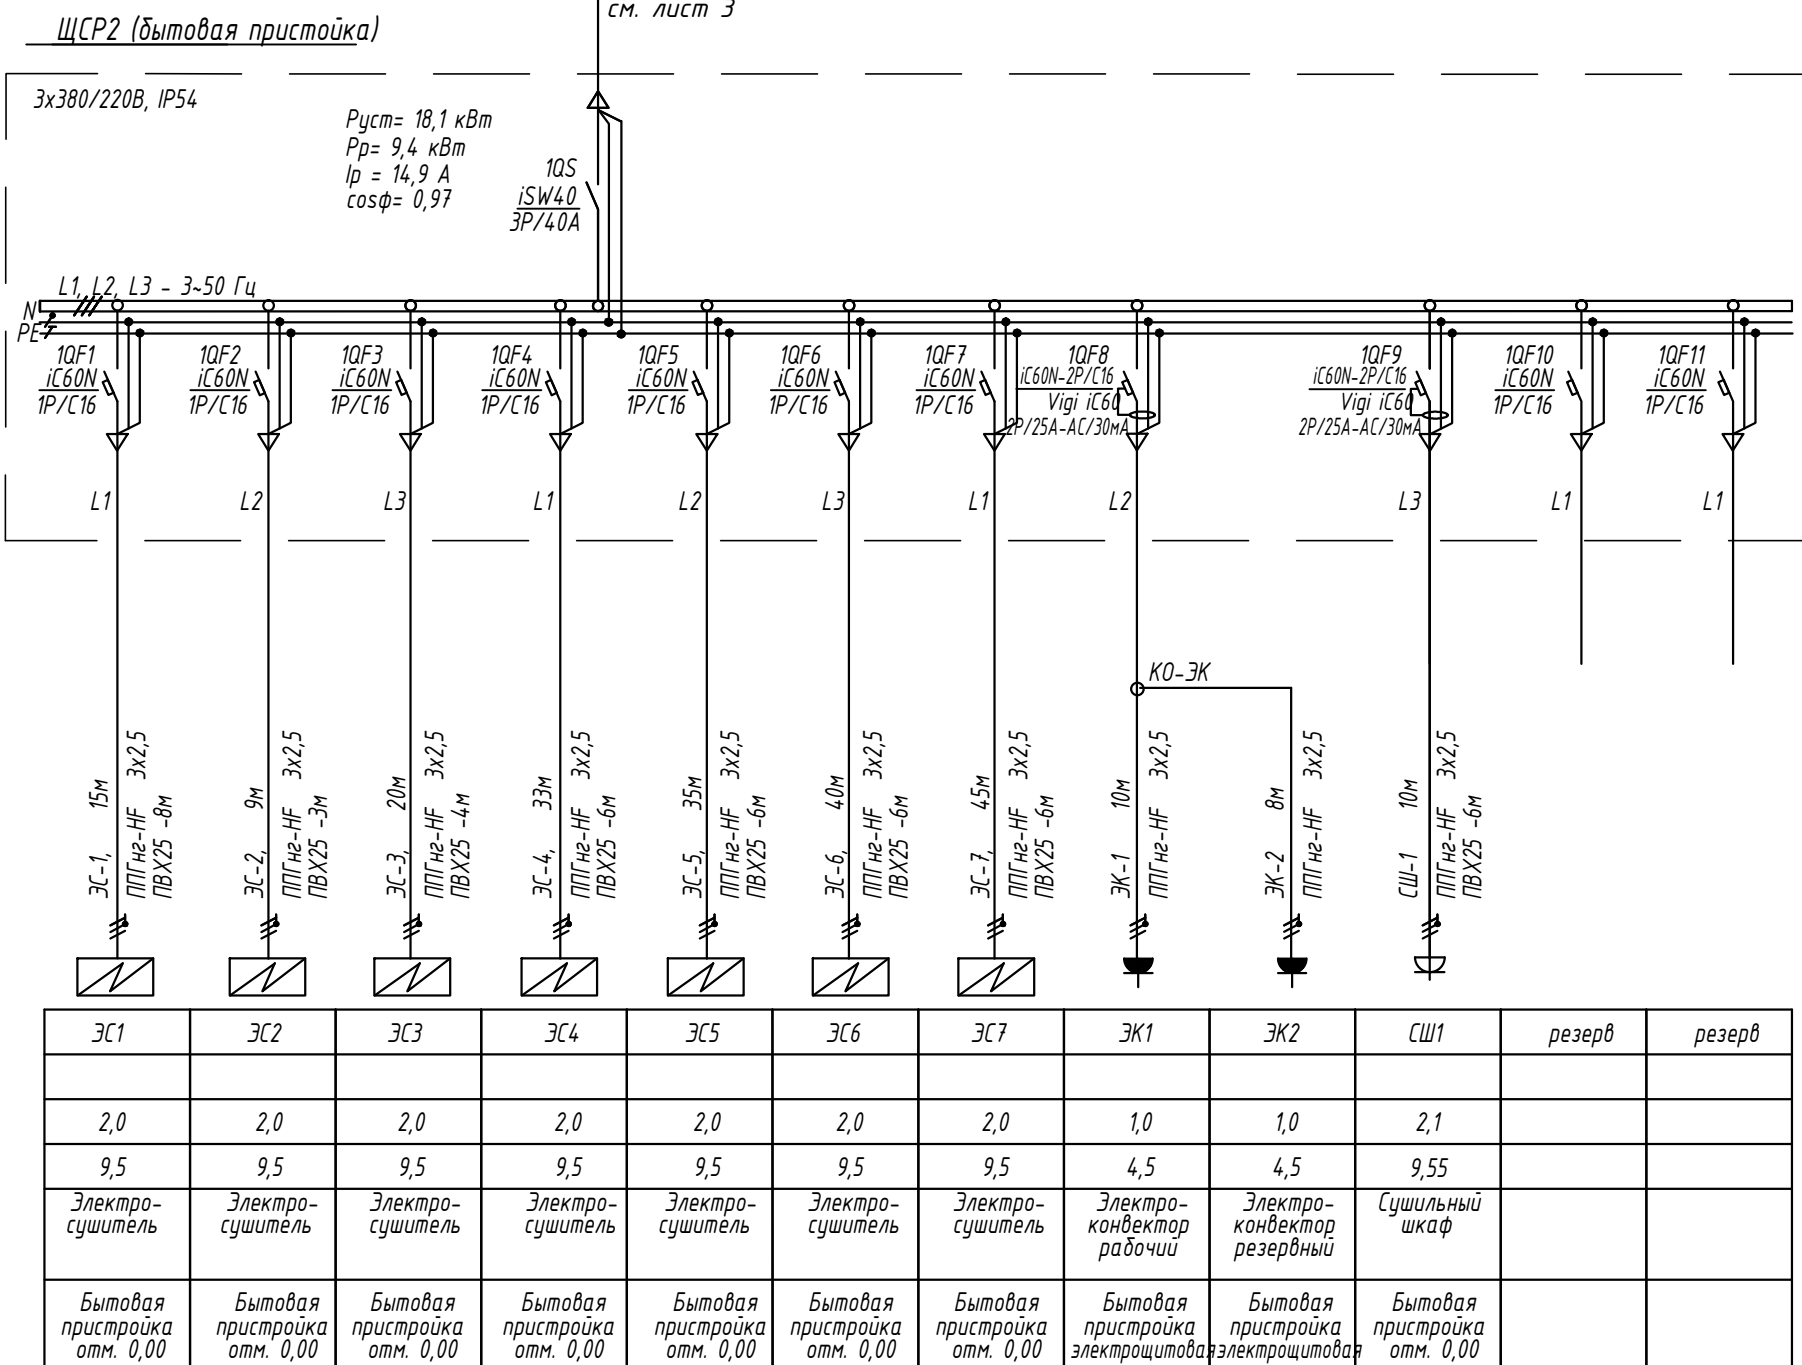 см. лист 3
ЩСР2 (бытовая пристойка)
3х380/220В, IP54
Pуст= 18,1 кВт
Pр= 9,4 кВт
Iр = 14,9 А
cosф= 0,97
1QS
iSW40
3P/40A
L1, L2, L3 - 3~50 Гц
N
PE
1QF1
iC60N
1P/C16
1QF2
iC60N
1P/C16
1QF3
iC60N
1P/C16
1QF4
iC60N
1P/C16
1QF5
iC60N
1P/C16
1QF6
iC60N
1P/C16
1QF7
iC60N
1P/C16
1QF8
iC60N-2P/C16
Vigi iC60
2P/25A-AC/30мА
1QF9
iC60N-2P/C16
Vigi iC60
2P/25A-AC/30мА
1QF10
iC60N
1P/C16
1QF11
iC60N
1P/C16
L1 L2 L3 L1 L2 L3 L1 L2 L3 L1 L1
КО-ЭК
ЭС-1, 15м
ППГнг-HF 3х2,5
ПВХ25 -8м
ЭС-2, 9м
ППГнг-HF 3х2,5
ПВХ25 -3м
ЭС-3, 20м
ППГнг-HF 3х2,5
ПВХ25 -4м
ЭС-4, 33м
ППГнг-HF 3х2,5
ПВХ25 -6м
ЭС-5, 35м
ППГнг-HF 3х2,5
ПВХ25 -6м
ЭС-6, 40м
ППГнг-HF 3х2,5
ПВХ25 -6м
ЭС-7, 45м
ППГнг-HF 3х2,5
ПВХ25 -6м
ЭК-1 10м
ППГнг-HF 3х2,5
ЭК-2 8м
ППГнг-HF 3х2,5
СШ-1 10м
ППГнг-HF 3х2,5
ПВХ25 -6м
ЭС1 ЭС2 ЭС3 ЭС4 ЭС5 ЭС6 ЭС7 ЭК1 ЭК2 СШ1 резерв резерв
2,0 2,0 2,0 2,0 2,0 2,0 2,0 1,0 1,0 2,1
9,5 9,5 9,5 9,5 9,5 9,5 9,5 4,5 4,5 9,55
Электро-
сушитель
Электро-
сушитель
Электро-
сушитель
Электро-
сушитель
Электро-
сушитель
Электро-
сушитель
Электро-
сушитель
Электро-
конвектор
рабочий
Электро-
конвектор
резервный
Сушильный
шкаф
Бытовая
пристройка
отм. 0,00
Бытовая
пристройка
отм. 0,00
Бытовая
пристройка
отм. 0,00
Бытовая
пристройка
отм. 0,00
Бытовая
пристройка
отм. 0,00
Бытовая
пристройка
отм. 0,00
Бытовая
пристройка
отм. 0,00
Бытовая
пристройка
электрощитовая
Бытовая
пристройка
электрощитовая
Бытовая
пристройка
отм. 0,00